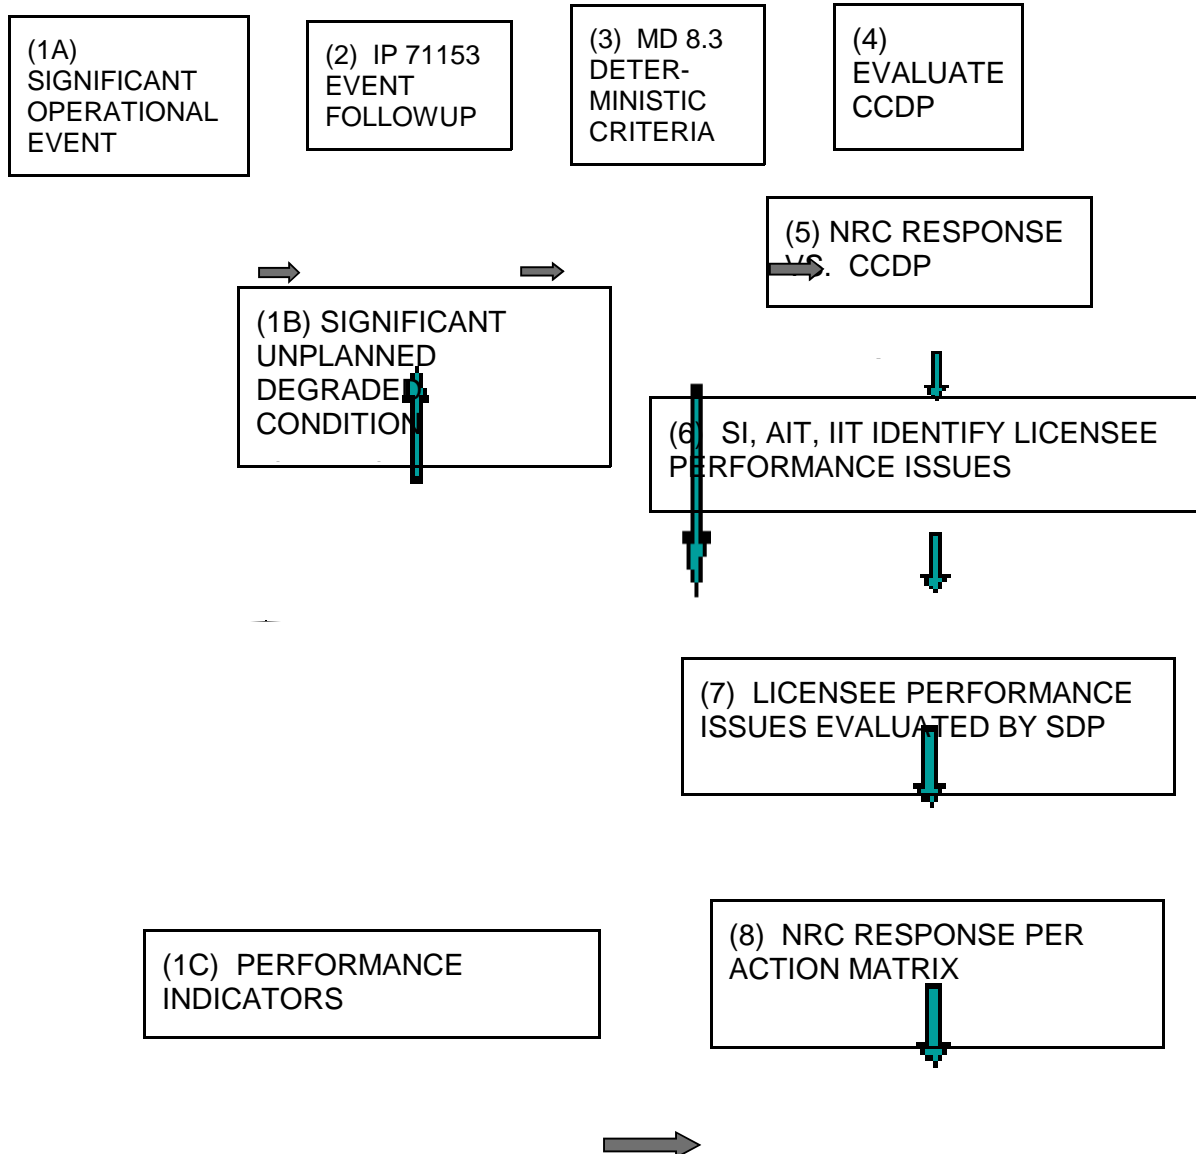 (1A)
SIGNIFICANT
OPERATIONAL
EVENT
(2) IP 71153
EVENT
FOLLOWUP
(3) MD 8.3
DETER-
MINISTIC
CRITERIA
(4)
EVALUATE
CCDP
(5) NRC RESPONSE
VS. CCDP
(1B) SIGNIFICANT
UNPLANNED
DEGRADED
CONDITION
(6) SI, AIT, IIT IDENTIFY LICENSEE
PERFORMANCE ISSUES
(7) LICENSEE PERFORMANCE
ISSUES EVALUATED BY SDP
(1C) PERFORMANCE
INDICATORS
(8) NRC RESPONSE PER
ACTION MATRIX